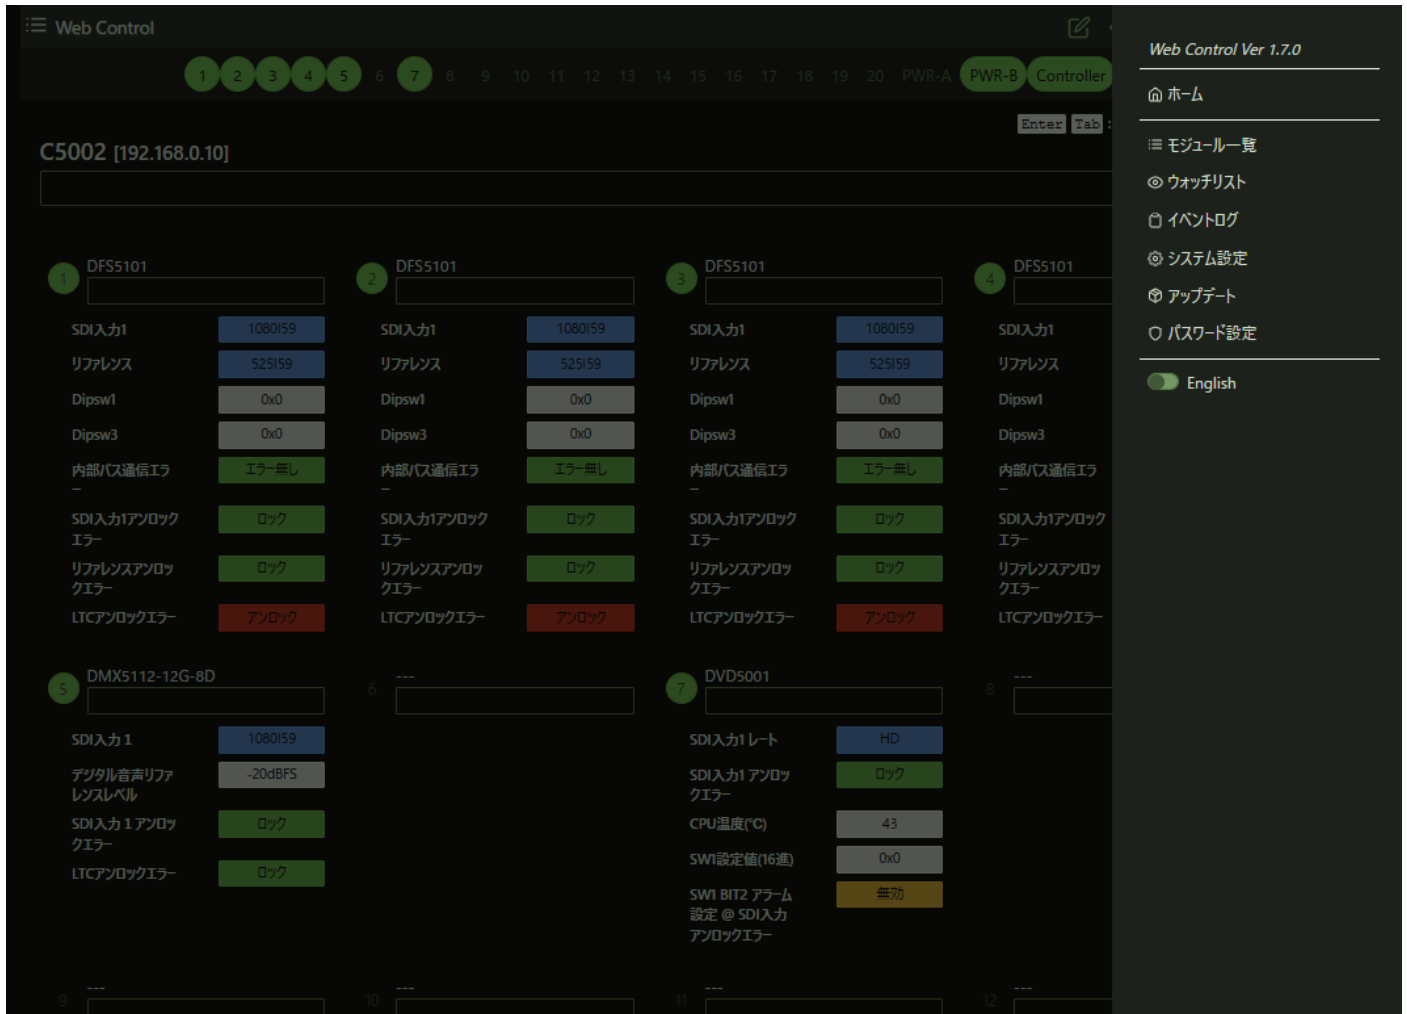 Web Control
1 2 3 4 5 6 7 8 9 10 11 12 13 14 15 16 17 18 19 20 PWR-A PWR-B Controller
Enter Tab :
C5002 [192.168.0.10]
1 DFS5101
2 DFS5101
3 DFS5101
4 DFS5101
SDI入力1 1080I59 SDI入力1 1080I59 SDI入力1 1080I59 SDI入力1
リファレンス 525I59 リファレンス 525I59 リファレンス 525I59 リファレンス
Dipsw1 0x0 Dipsw1 0x0 Dipsw1 0x0 Dipsw1
Dipsw3 0x0 Dipsw3 0x0 Dipsw3 0x0 Dipsw3
内部バス通信エラ エラー無し 内部バス通信エラ エラー無し 内部バス通信エラ エラー無し 内部バス通信エラ
ー ー ー ー
SDI入力1アンロック ロック SDI入力1アンロック ロック SDI入力1アンロック ロック SDI入力1アンロック
エラー エラー エラー エラー
リファレンスアンロッ ロック リファレンスアンロッ ロック リファレンスアンロッ ロック リファレンスアンロッ
クエラー クエラー クエラー クエラー
LTCアンロックエラー アンロック LTCアンロックエラー アンロック LTCアンロックエラー アンロック LTCアンロックエラー
5 DMX5112-12G-8D
6 ---
7 DVD5001
8 ---
SDI入力 1 1080I59
デジタル音声リファ -20dBFS
レンスレベル
SDI入力 1 アンロッ ロック
クエラー
LTCアンロックエラー ロック
SDI入力1 レート HD
SDI入力1 アンロッ ロック
クエラー
CPU温度(℃) 43
SW1設定値(16進) 0x0
SW1 BIT2 アラーム 無効
設定 @ SDI入力
アンロックエラー
9 ---
10 ---
11 ---
12 ---
Web Control Ver 1.7.0
ホーム
モジュール一覧
ウォッチリスト
イベントログ
システム設定
アップデート
パスワード設定
English